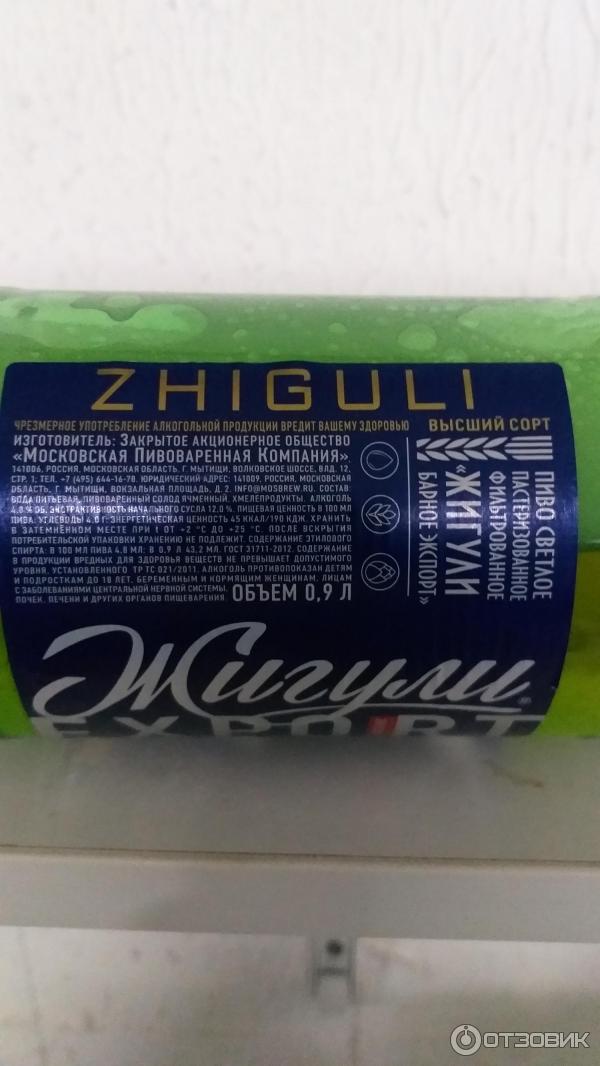 ZHIGULI
ЧРЕЗМЕРНОЕ УПОТРЕБЛЕНИЕ АЛКОГОЛЬНОЙ ПРОДУКЦИИ ВРЕДИТ ВАШЕМУ ЗДОРОВЬЮ
ИЗГОТОВИТЕЛЬ: ЗАКРЫТОЕ АКЦИОНЕРНОЕ ОБЩЕСТВО
«МОСКОВСКАЯ ПИВОВАРЕННАЯ КОМПАНИЯ».
141006, РОССИЯ, МОСКОВСКАЯ ОБЛАСТЬ, Г. МЫТИЩИ, ВОЛКОВСКОЕ ШОССЕ, ВЛД. 12,
СТР. 1; ТЕЛ. +7 (495) 644-16-70. ЮРИДИЧЕСКИЙ АДРЕС: 141009, РОССИЯ, МОСКОВСКАЯ
ОБЛАСТЬ, Г. МЫТИЩИ, ВОКЗАЛЬНАЯ ПЛОЩАДЬ, Д. 2. INFO@MOSBREW.RU. СОСТАВ:
ВОДА ПИТЬЕВАЯ, ПИВОВАРЕННЫЙ СОЛОД ЯЧМЕННЫЙ, ХМЕЛЕПРОДУКТЫ. АЛКОГОЛЬ
4,8 % ОБ. ЭКСТРАКТИВНОСТЬ НАЧАЛЬНОГО СУСЛА 12,0 %. ПИЩЕВАЯ ЦЕННОСТЬ В 100 МЛ
ПИВА: УГЛЕВОДЫ 4,6 Г; ЭНЕРГЕТИЧЕСКАЯ ЦЕННОСТЬ 45 ККАЛ/190 КДЖ. ХРАНИТЬ
В ЗАТЕМНЁННОМ МЕСТЕ ПРИ t ОТ +2 °C ДО +25 °C. ПОСЛЕ ВСКРЫТИЯ
ПОТРЕБИТЕЛЬСКОЙ УПАКОВКИ ХРАНЕНИЮ НЕ ПОДЛЕЖИТ. СОДЕРЖАНИЕ ЭТИЛОВОГО
СПИРТА: В 100 МЛ ПИВА 4,8 МЛ; В 0,9 Л 43,2 МЛ. ГОСТ 31711-2012. СОДЕРЖАНИЕ
В ПРОДУКЦИИ ВРЕДНЫХ ДЛЯ ЗДОРОВЬЯ ВЕЩЕСТВ НЕ ПРЕВЫШАЕТ ДОПУСТИМОГО
УРОВНЯ, УСТАНОВЛЕННОГО ТР ТС 021/2011. АЛКОГОЛЬ ПРОТИВОПОКАЗАН ДЕТЯМ
И ПОДРОСТКАМ ДО 18 ЛЕТ, БЕРЕМЕННЫМ И КОРМЯЩИМ ЖЕНЩИНАМ, ЛИЦАМ
С ЗАБОЛЕВАНИЯМИ ЦЕНТРАЛЬНОЙ НЕРВНОЙ СИСТЕМЫ,
ПОЧЕК, ПЕЧЕНИ И ДРУГИХ ОРГАНОВ ПИЩЕВАРЕНИЯ.
ОБЪЕМ 0,9 Л
ВЫСШИЙ СОРТ
ПИВО СВЕТЛОЕ
ПАСТЕРИЗОВАННОЕ
ФИЛЬТРОВАННОЕ
«ЖИГУЛИ
БАРНОЕ ЭКСПОРТ»
Жигули
EXPORT
ОТЗОВИК